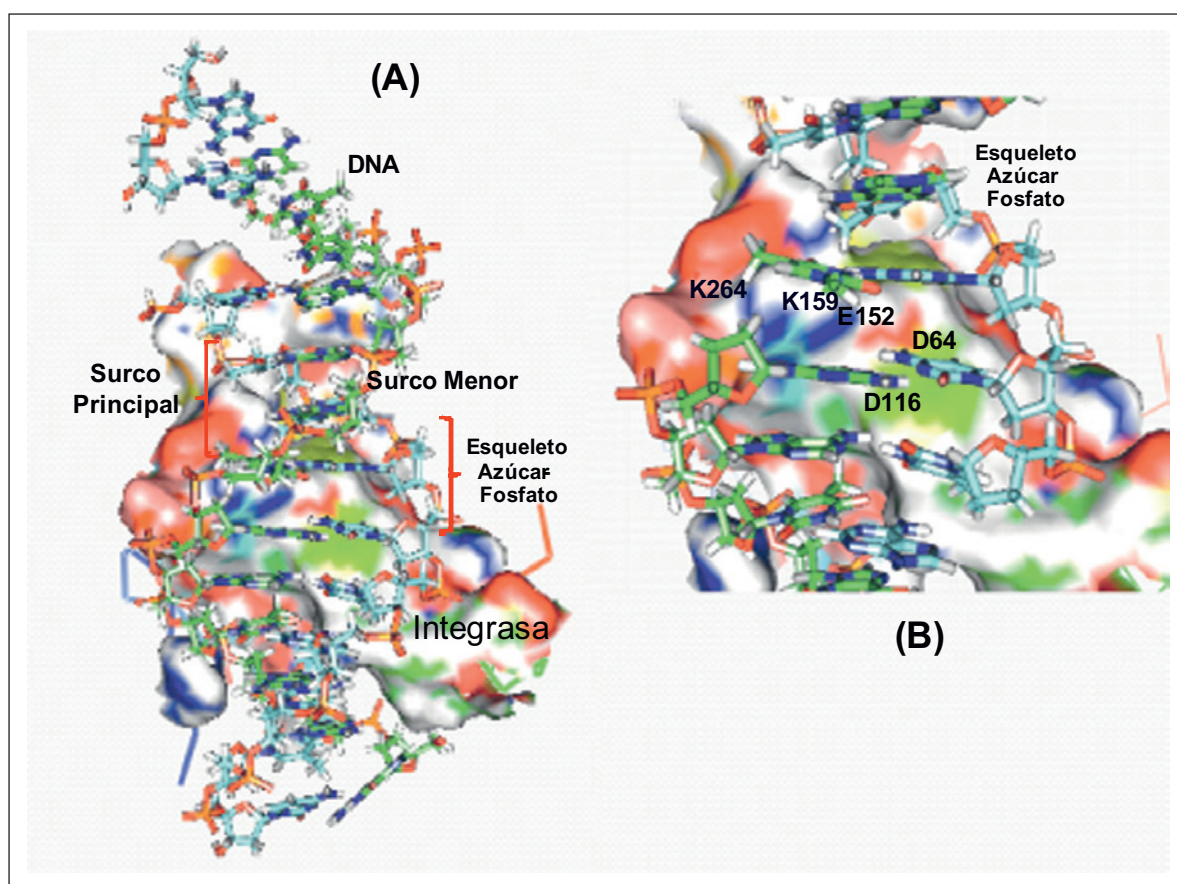 (A)
DNA
Surco
Principal
Surco Menor
Esqueleto
Azúcar-
Fosfato
Integrasa
Esqueleto
Azúcar
Fosfato
K264
K159
E152
D64
D116
(B)